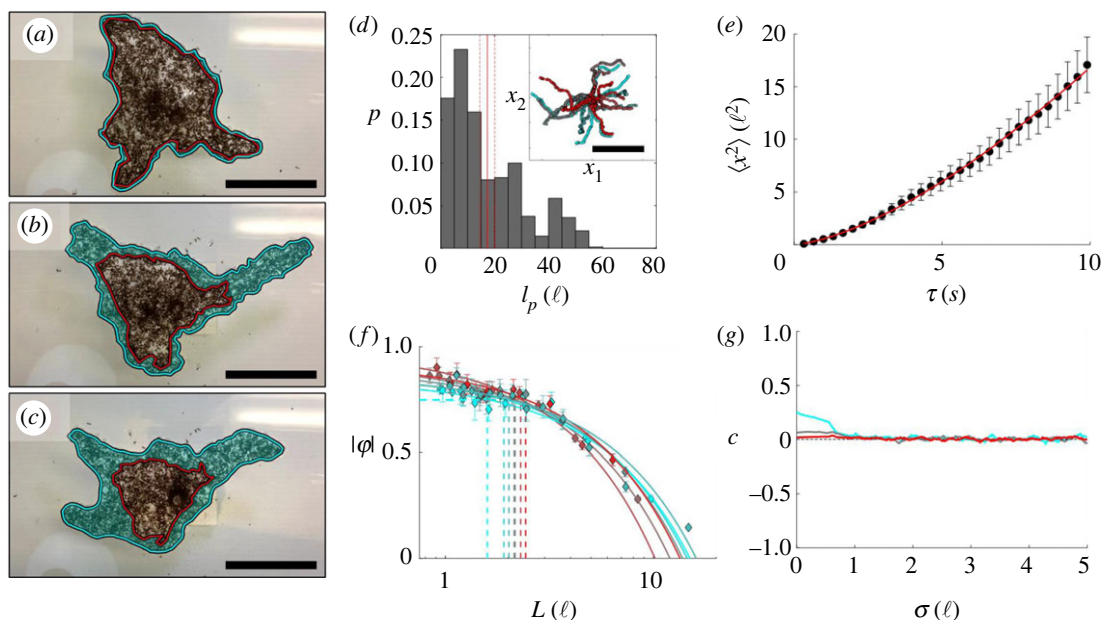 (a)
(b)
(c)
(d)
0.25
0.20
0.15
0.10
0.05
p
0 20 40 60 80
l_p (ℓ)
x_2
x_1
(e)
20
15
10
5
⟨x²⟩ (ℓ²)
0 5 10
τ (s)
(f)
1.0
0.5
0
|φ|
1 10
L (ℓ)
(g)
1.0
0.5
0
−0.5
−1.0
c
0 1 2 3 4 5
σ (ℓ)